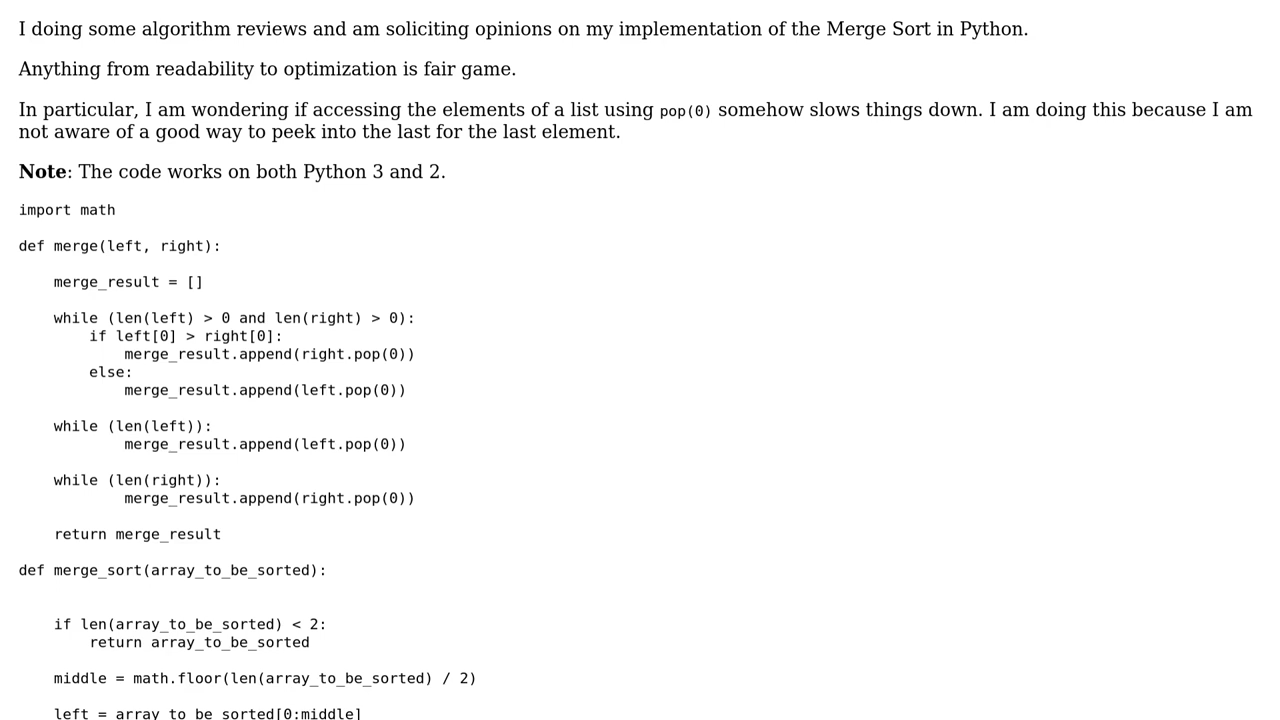 I doing some algorithm reviews and am soliciting opinions on my implementation of the Merge Sort in Python.
Anything from readability to optimization is fair game.
In particular, I am wondering if accessing the elements of a list using pop(0) somehow slows things down. I am doing this because I am
not aware of a good way to peek into the last for the last element.
Note: The code works on both Python 3 and 2.
import math
def merge(left, right):
    merge_result = []
    while (len(left) > 0 and len(right) > 0):
        if left[0] > right[0]:
            merge_result.append(right.pop(0))
        else:
            merge_result.append(left.pop(0))
    while (len(left)):
            merge_result.append(left.pop(0))
    while (len(right)):
            merge_result.append(right.pop(0))
    return merge_result
def merge_sort(array_to_be_sorted):
    if len(array_to_be_sorted) < 2:
        return array_to_be_sorted
    middle = math.floor(len(array_to_be_sorted) / 2)
    left = array_to_be_sorted[0:middle]